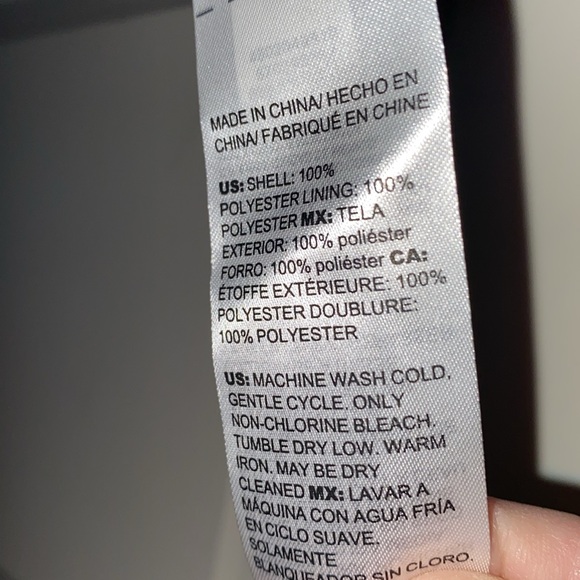 MADE IN CHINA/ HECHO EN
CHINA/ FABRIQUÉ EN CHINE
US: SHELL: 100%
POLYESTER LINING: 100%
POLYESTER MX: TELA
EXTERIOR: 100% poliéster
FORRO: 100% poliéster CA:
ÉTOFFE EXTÉRIEURE: 100%
POLYESTER DOUBLURE:
100% POLYESTER
US: MACHINE WASH COLD.
GENTLE CYCLE. ONLY
NON-CHLORINE BLEACH.
TUMBLE DRY LOW. WARM
IRON. MAY BE DRY
CLEANED MX: LAVAR A
MÁQUINA CON AGUA FRÍA
EN CICLO SUAVE.
SOLAMENTE
BLANQUEADOR SIN CLORO.